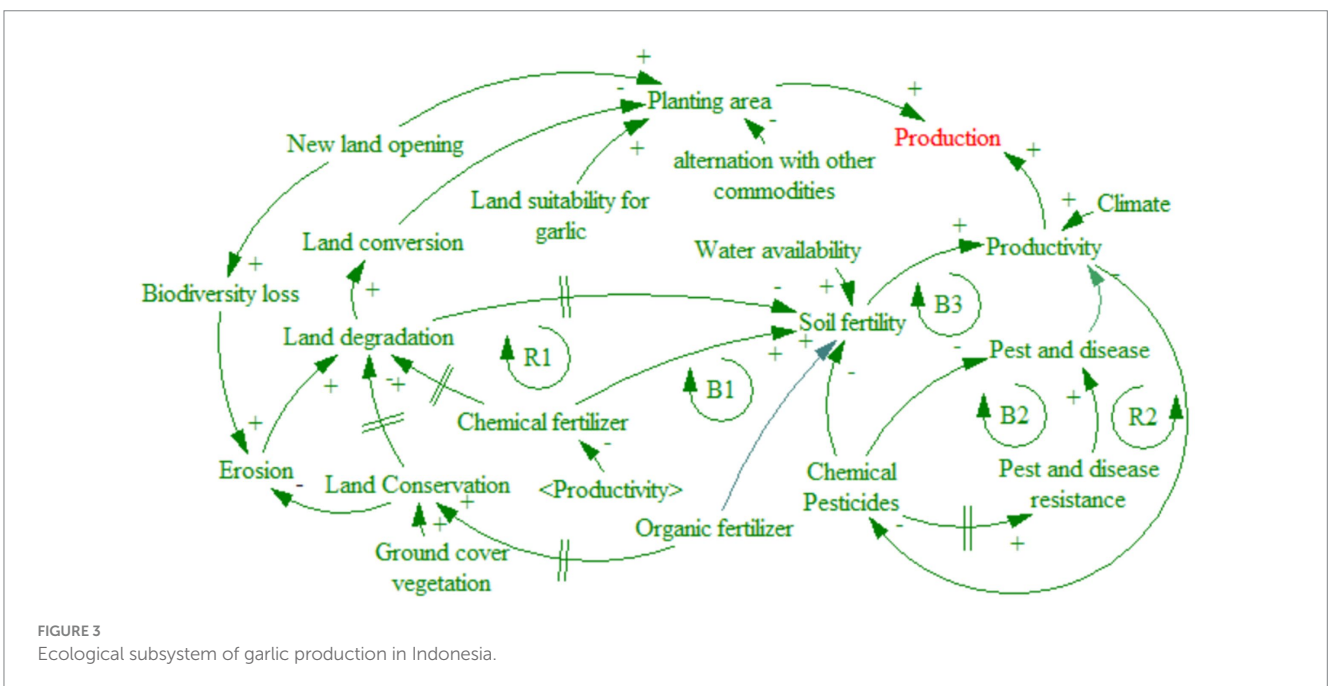 Planting area
Production
New land opening
alternation with other
commodities
Land suitability for
garlic
Climate
Land conversion
Water availability
Productivity
Biodiversity loss
B3
Land degradation
Soil fertility
R1
Pest and disease
B1
Chemical fertilizer
B2
R2
Erosion
Land Conservation
<Productivity>
Chemical
Pesticides
Pest and disease
resistance
Organic fertilizer
Ground cover
vegetation
FIGURE 3
Ecological subsystem of garlic production in Indonesia.